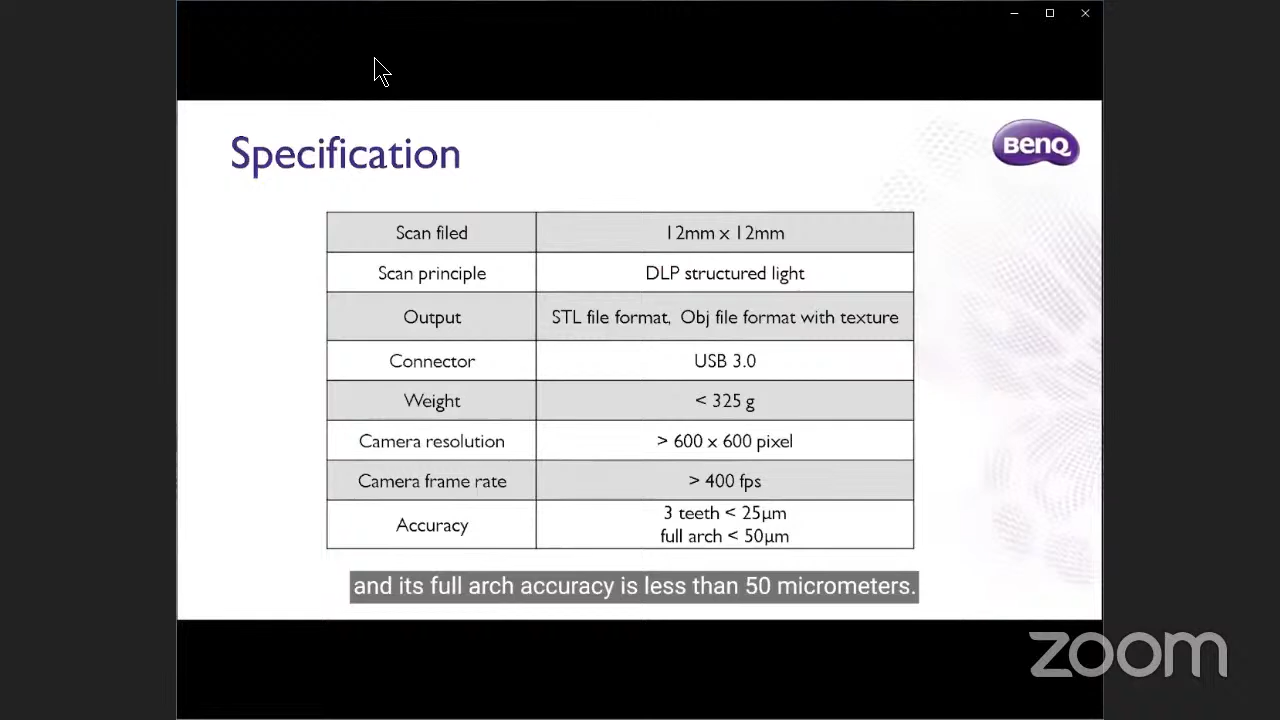 Specification
BenQ
Scan filed 12mm x 12mm
Scan principle DLP structured light
Output STL file format, Obj file format with texture
Connector USB 3.0
Weight < 325 g
Camera resolution > 600 x 600 pixel
Camera frame rate > 400 fps
Accuracy 3 teeth < 25µm
full arch < 50µm
and its full arch accuracy is less than 50 micrometers.
zoom